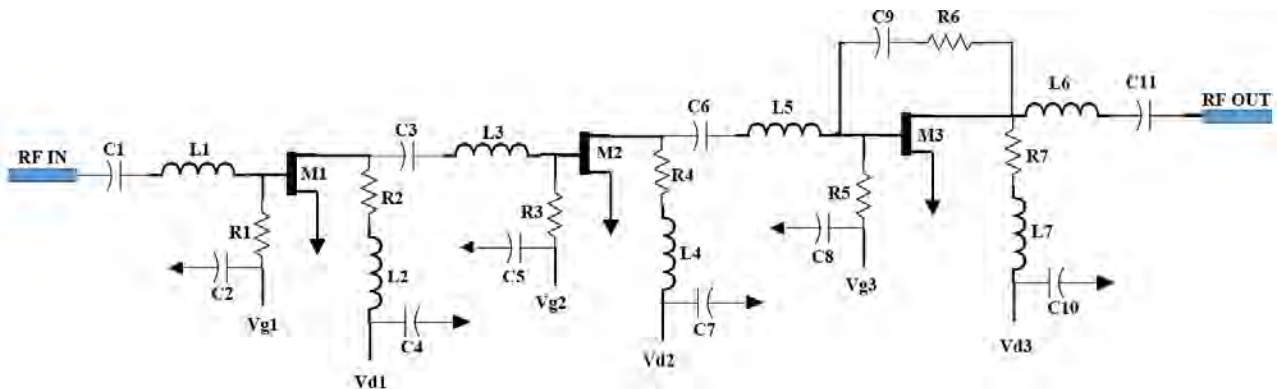 C9
R6
L6
C11
RF OUT
C6
L5
M3
C3
L3
M2
R4
R7
RF IN
C1
L1
M1
R2
R3
R5
R1
L4
L7
C8
C2
L2
C5
Vg3
C10
Vg1
Vg2
C7
C4
Vd3
Vd2
Vd1